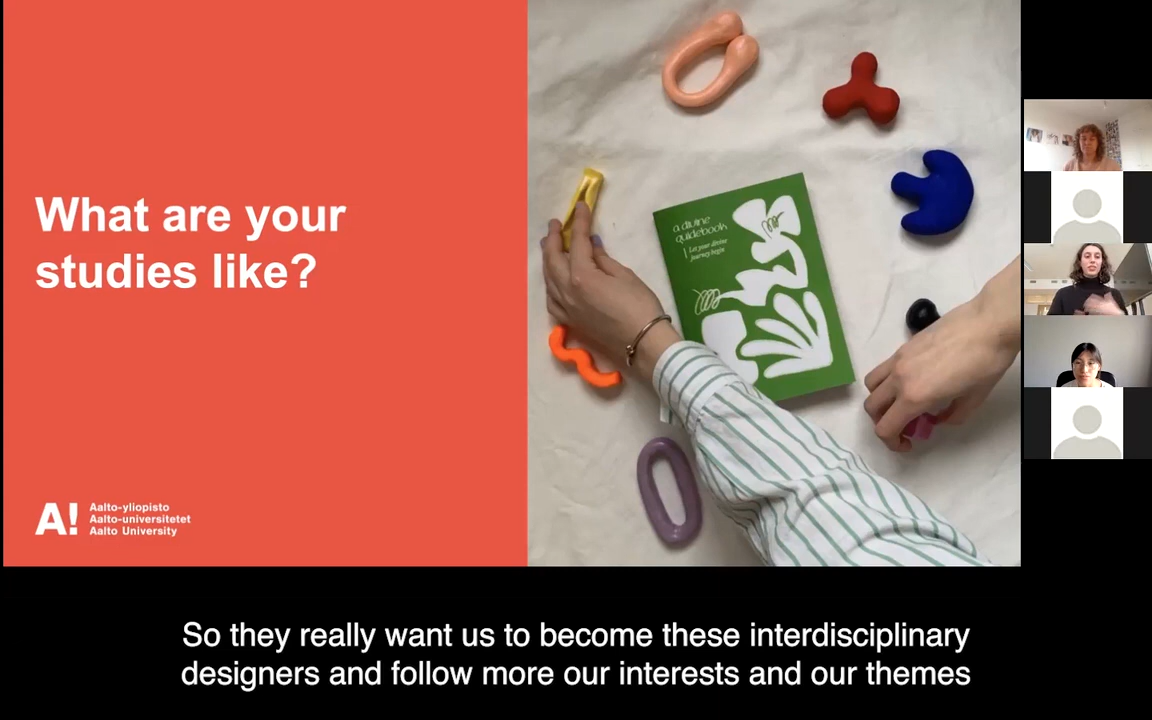 What are your
studies like?
a divine
guidebook
Let your divine
journey begin
A!
Aalto-yliopisto
Aalto-universitetet
Aalto University
So they really want us to become these interdisciplinary
designers and follow more our interests and our themes